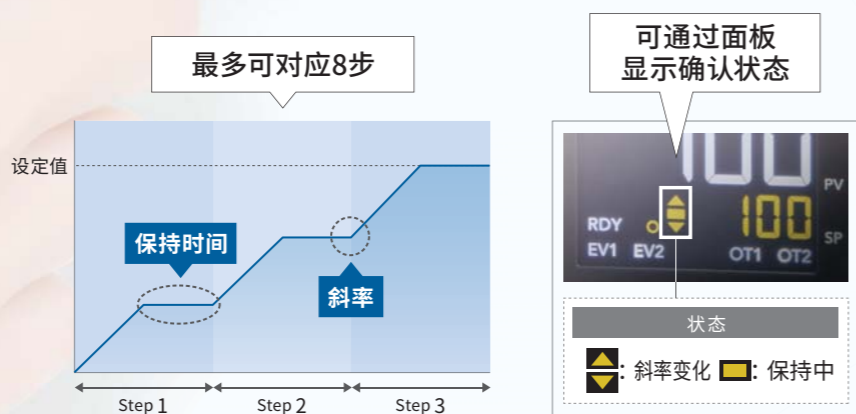 最多可对应8步
可通过面板
显示确认状态
设定值
保持时间
斜率
Step 1
Step 2
Step 3
100
PV
100
SP
RDY
EV1 EV2
OT1 OT2
状态
: 斜率变化 : 保持中